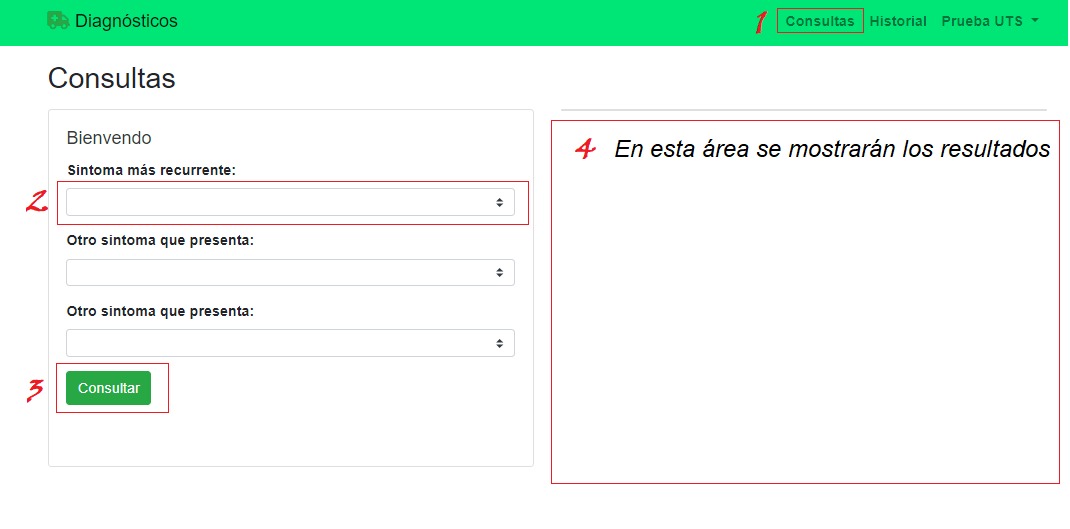 Diagnósticos
1 Consultas Historial Prueba UTS
Consultas
Bienvendo
Sintoma más recurrente:
2
Otro sintoma que presenta:
Otro sintoma que presenta:
3 Consultar
4 En esta área se mostrarán los resultados